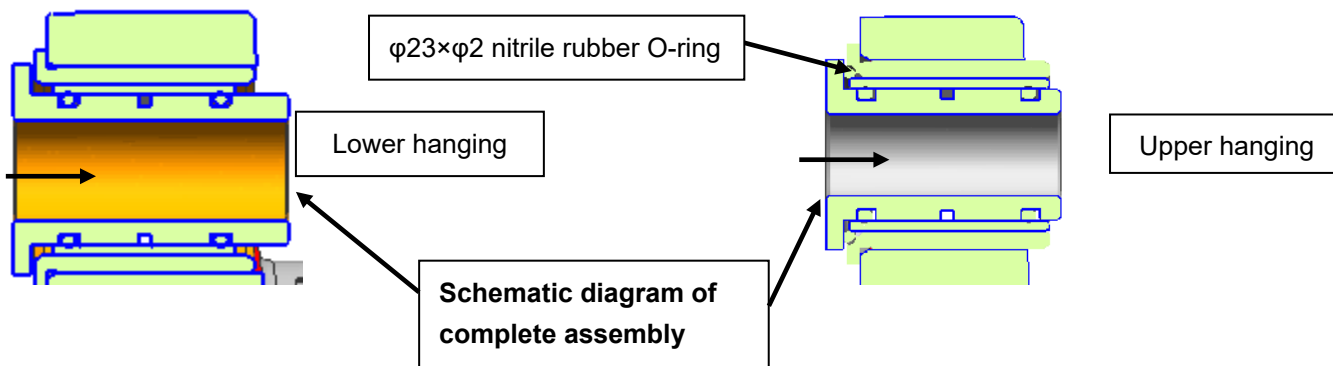 φ23×φ2 nitrile rubber O-ring
Lower hanging
Upper hanging
Schematic diagram of
complete assembly